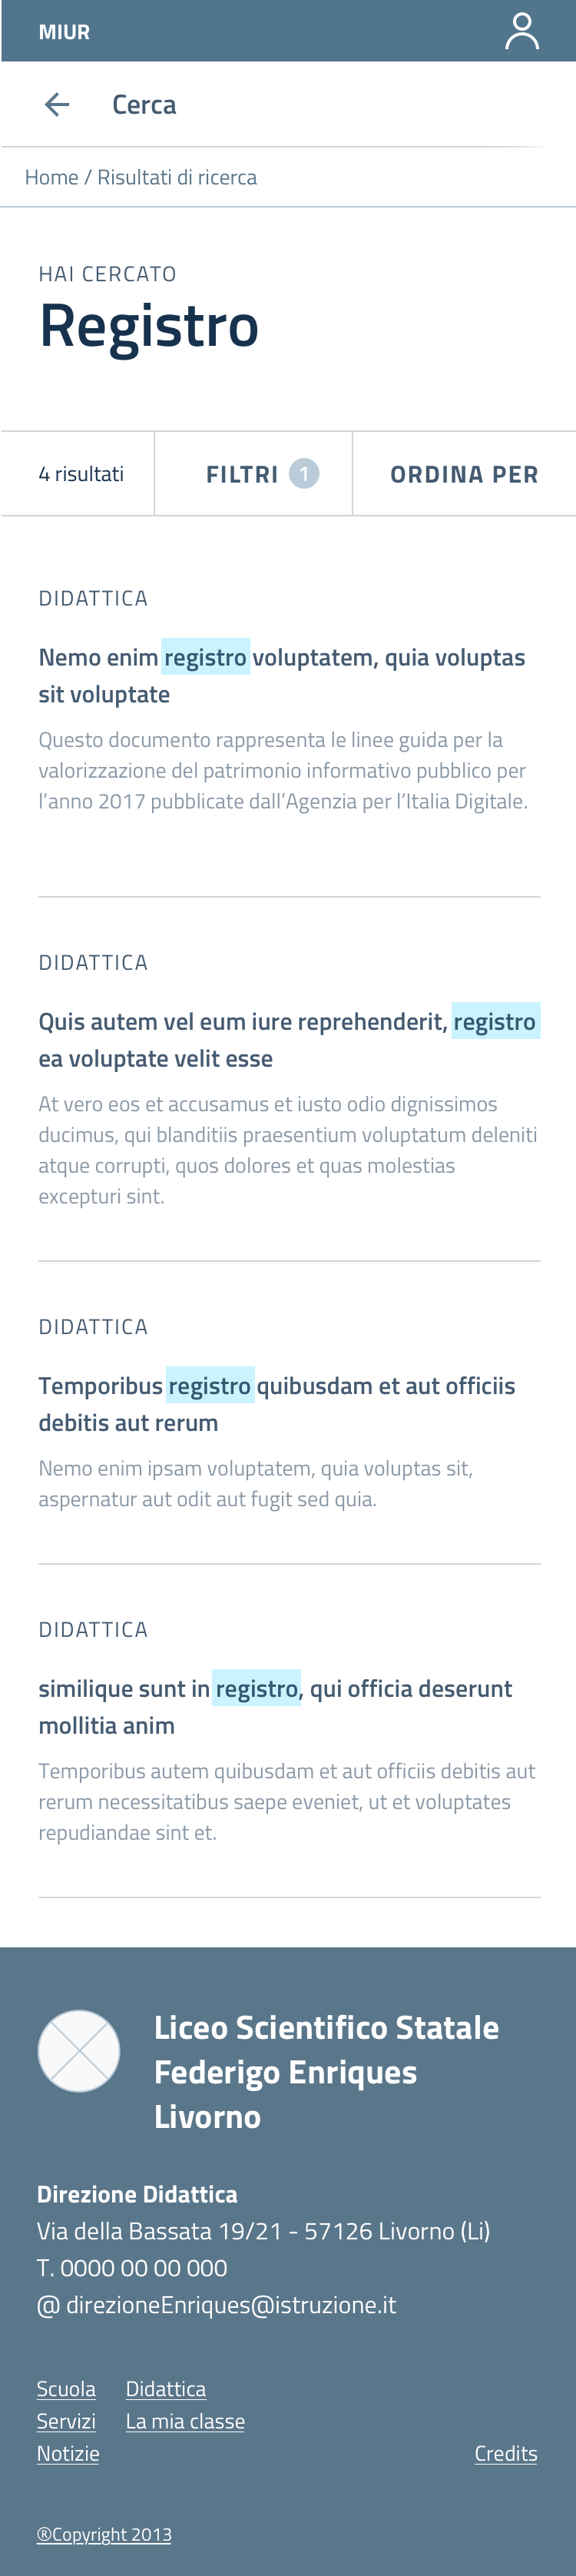 MIUR
Cerca
Home / Risultati di ricerca
HAI CERCATO
Registro
4 risultati
FILTRI 1
ORDINA PER
DIDATTICA
Nemo enim registro voluptatem, quia voluptas
sit voluptate
Questo documento rappresenta le linee guida per la
valorizzazione del patrimonio informativo pubblico per
l’anno 2017 pubblicate dall’Agenzia per l’Italia Digitale.
DIDATTICA
Quis autem vel eum iure reprehenderit, registro
ea voluptate velit esse
At vero eos et accusamus et iusto odio dignissimos
ducimus, qui blanditiis praesentium voluptatum deleniti
atque corrupti, quos dolores et quas molestias
excepturi sint.
DIDATTICA
Temporibus registro quibusdam et aut officiis
debitis aut rerum
Nemo enim ipsam voluptatem, quia voluptas sit,
aspernatur aut odit aut fugit sed quia.
DIDATTICA
similique sunt in registro, qui officia deserunt
mollitia anim
Temporibus autem quibusdam et aut officiis debitis aut
rerum necessitatibus saepe eveniet, ut et voluptates
repudiandae sint et.
Liceo Scientifico Statale
Federigo Enriques
Livorno
Direzione Didattica
Via della Bassata 19/21 - 57126 Livorno (Li)
T. 0000 00 00 000
@ direzioneEnriques@istruzione.it
Scuola Didattica
Servizi La mia classe
Notizie Credits
®Copyright 2013